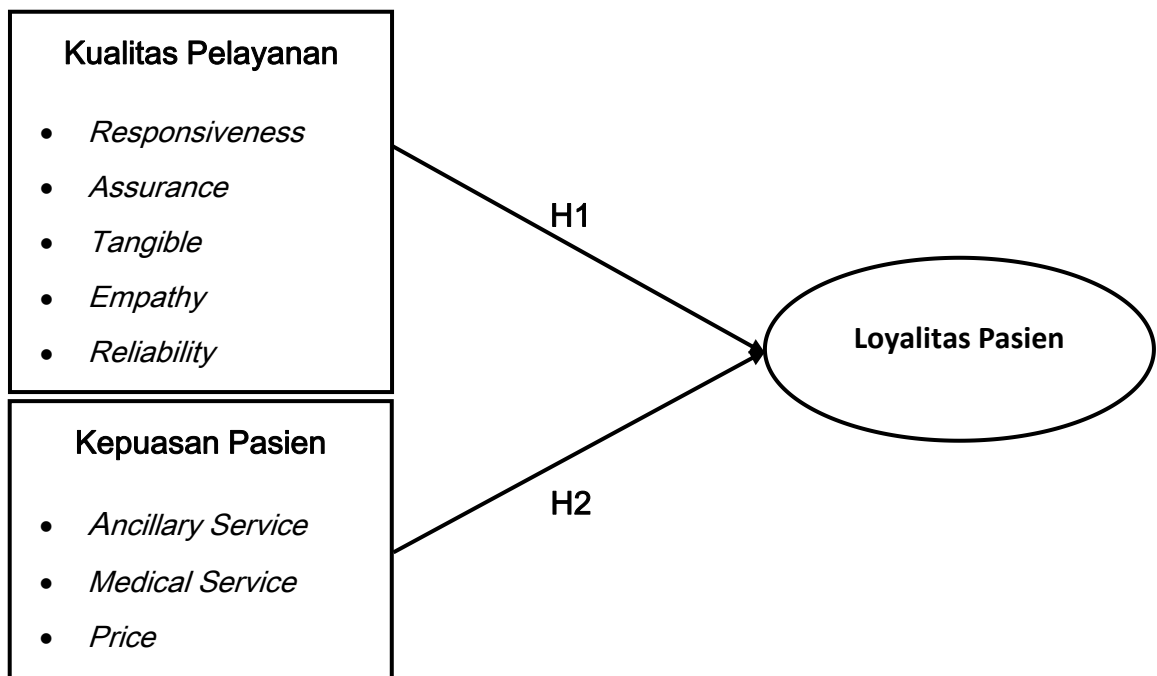 Kualitas Pelayanan
• Responsiveness
• Assurance
• Tangible
• Empathy
• Reliability
H1
Loyalitas Pasien
Kepuasan Pasien
• Ancillary Service
• Medical Service
• Price
H2